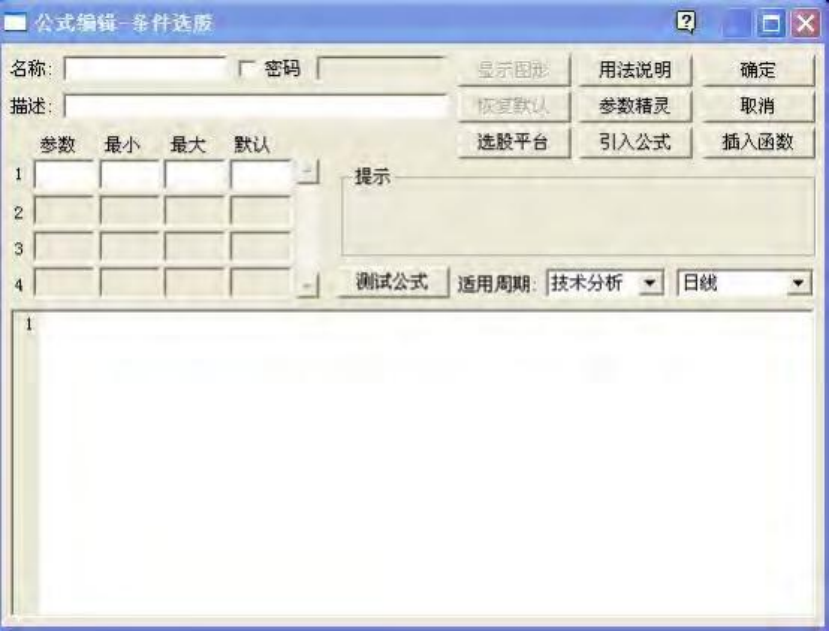 公式编辑-条件选股
名称: 密码 显示图形 用法说明 确定
描述: 恢复默认 参数精灵 取消
选股平台 引入公式 插入函数
参数 最小 最大 默认
1
提示
2
3
4 测试公式 适用周期: 技术分析 日线
1